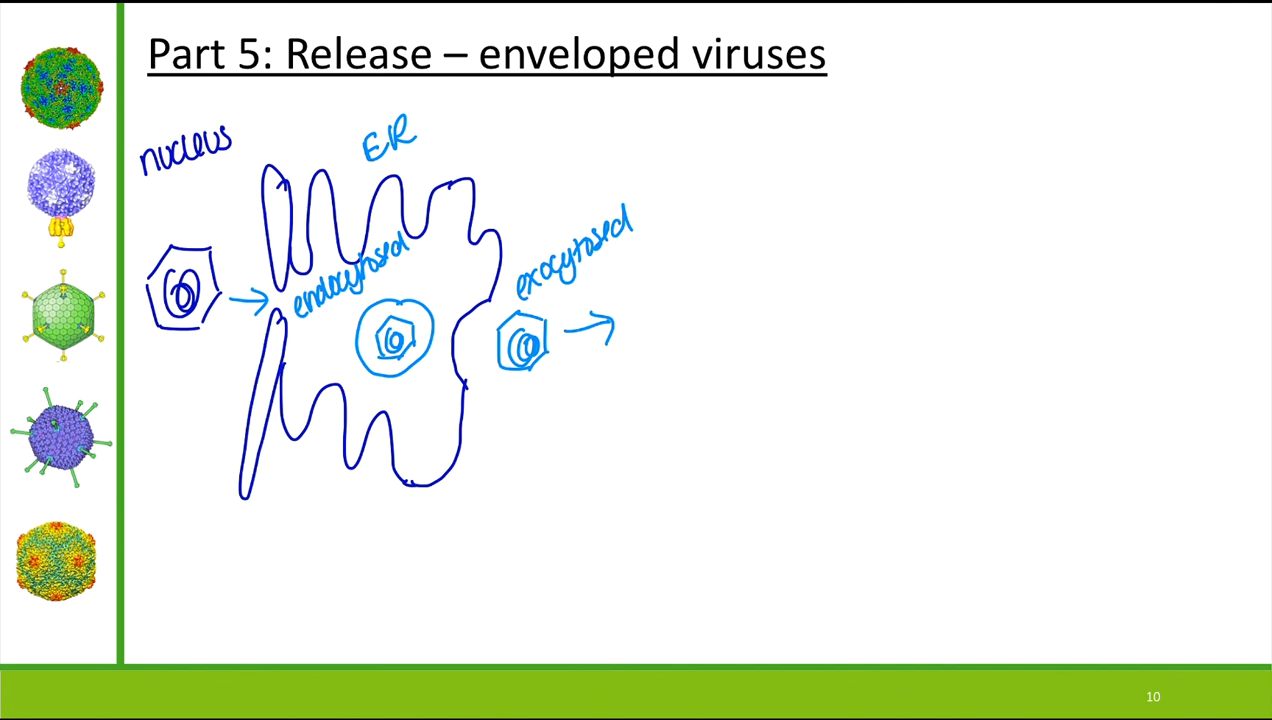 Part 5: Release – enveloped viruses
nucleus
ER
endocytosed
exocytosed
10